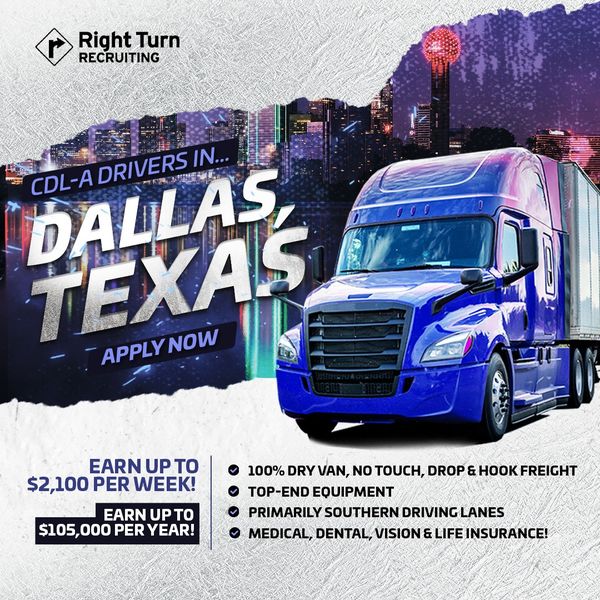 Right Turn
RECRUITING
CDL-A DRIVERS IN...
DALLAS,
TEXAS
APPLY NOW
EARN UP TO
$2,100 PER WEEK!
EARN UP TO
$105,000 PER YEAR!
100% DRY VAN, NO TOUCH, DROP & HOOK FREIGHT
TOP-END EQUIPMENT
PRIMARILY SOUTHERN DRIVING LANES
MEDICAL, DENTAL, VISION & LIFE INSURANCE!